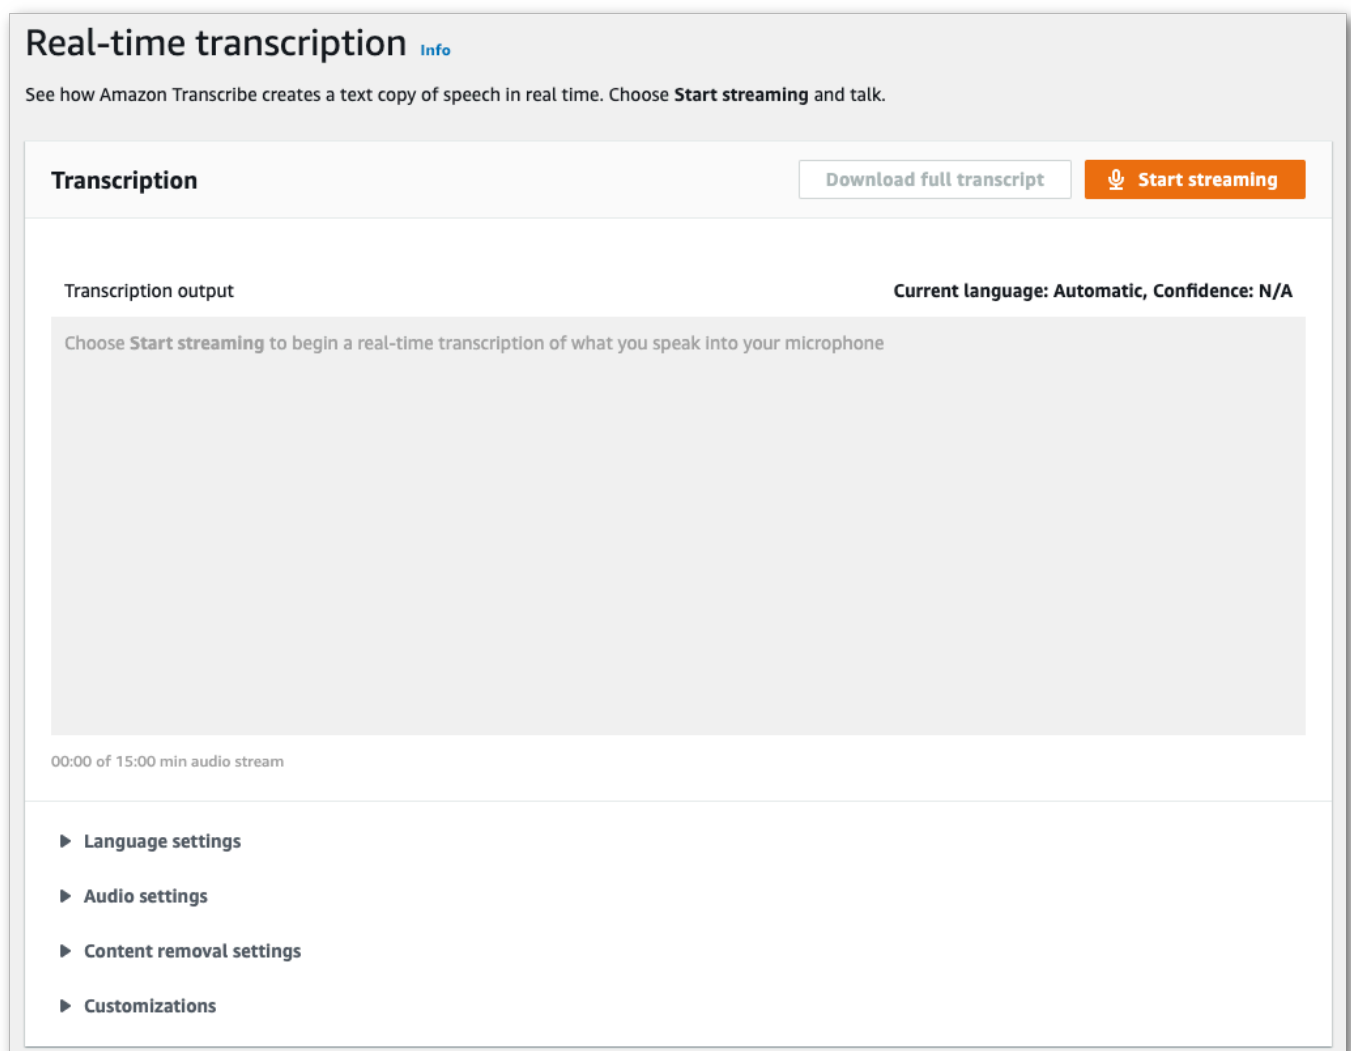 Real-time transcription Info
See how Amazon Transcribe creates a text copy of speech in real time. Choose Start streaming and talk.
Transcription
Download full transcript
Start streaming
Transcription output
Current language: Automatic, Confidence: N/A
Choose Start streaming to begin a real-time transcription of what you speak into your microphone
00:00 of 15:00 min audio stream
Language settings
Audio settings
Content removal settings
Customizations